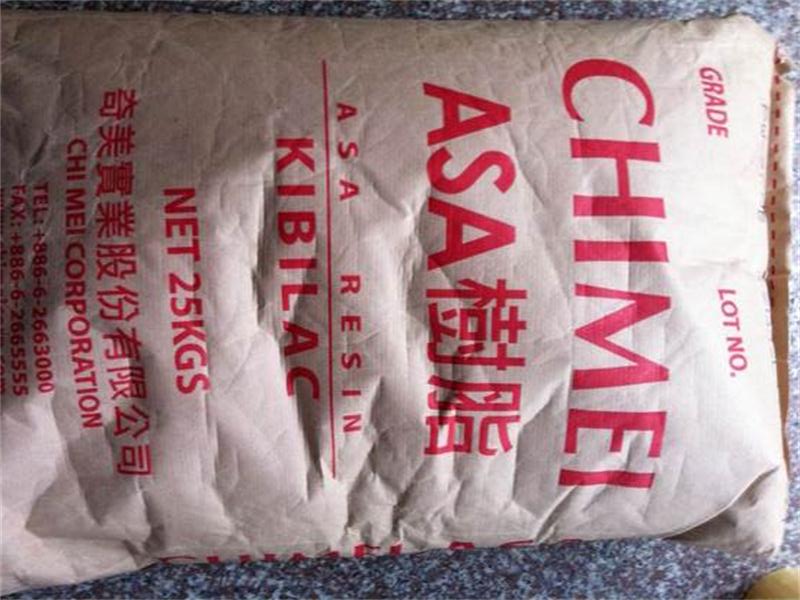 GRADE
LOT NO.
CHIMEI
ASA樹脂
ASA RESIN
KIBILAC
NET 25KGS
奇美實業股份有限公司
CHI MEI CORPORATION
TEL: +886-6-2663000
FAX: +886-6-2665555